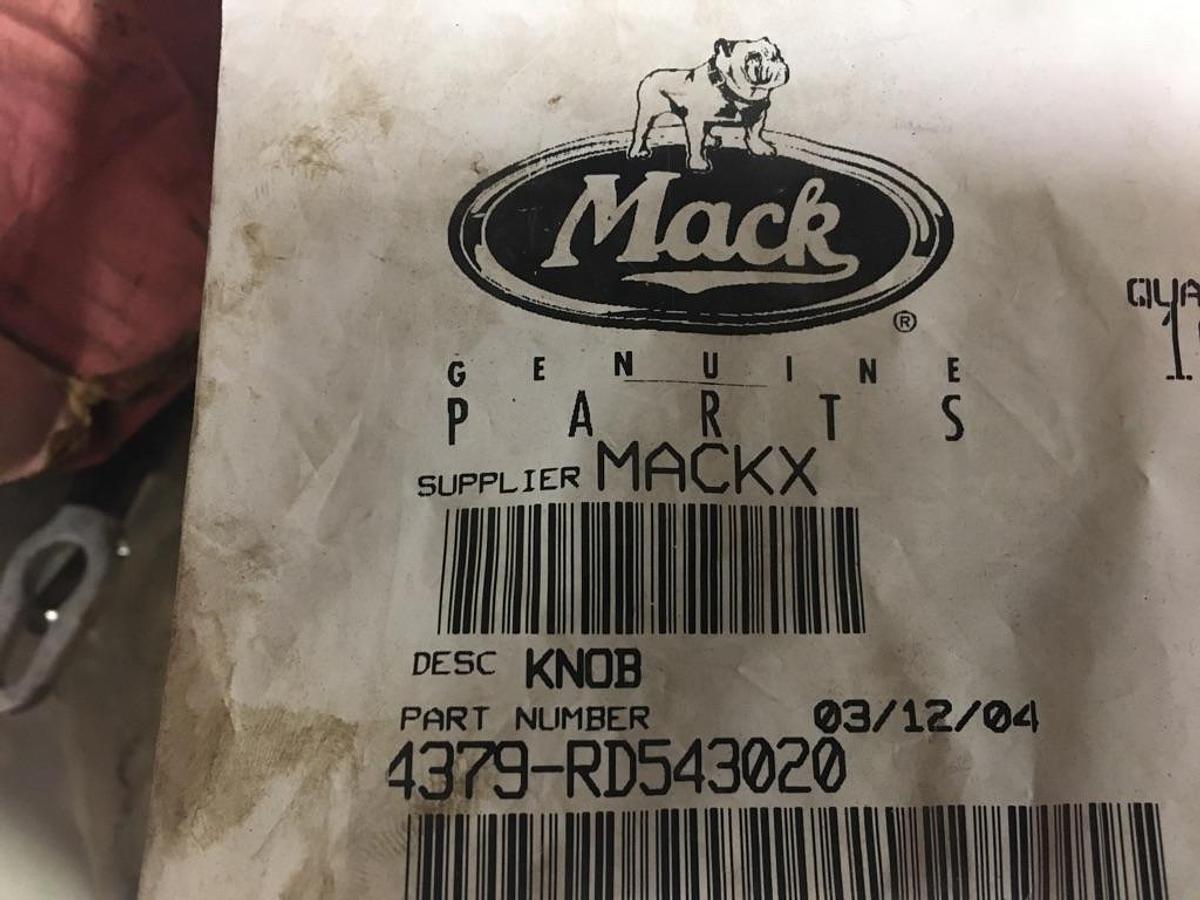 Mack
®
GENUINE
PARTS
SUPPLIER MACKX
DESC KNOB
PART NUMBER 03/12/04
4379-RD543020